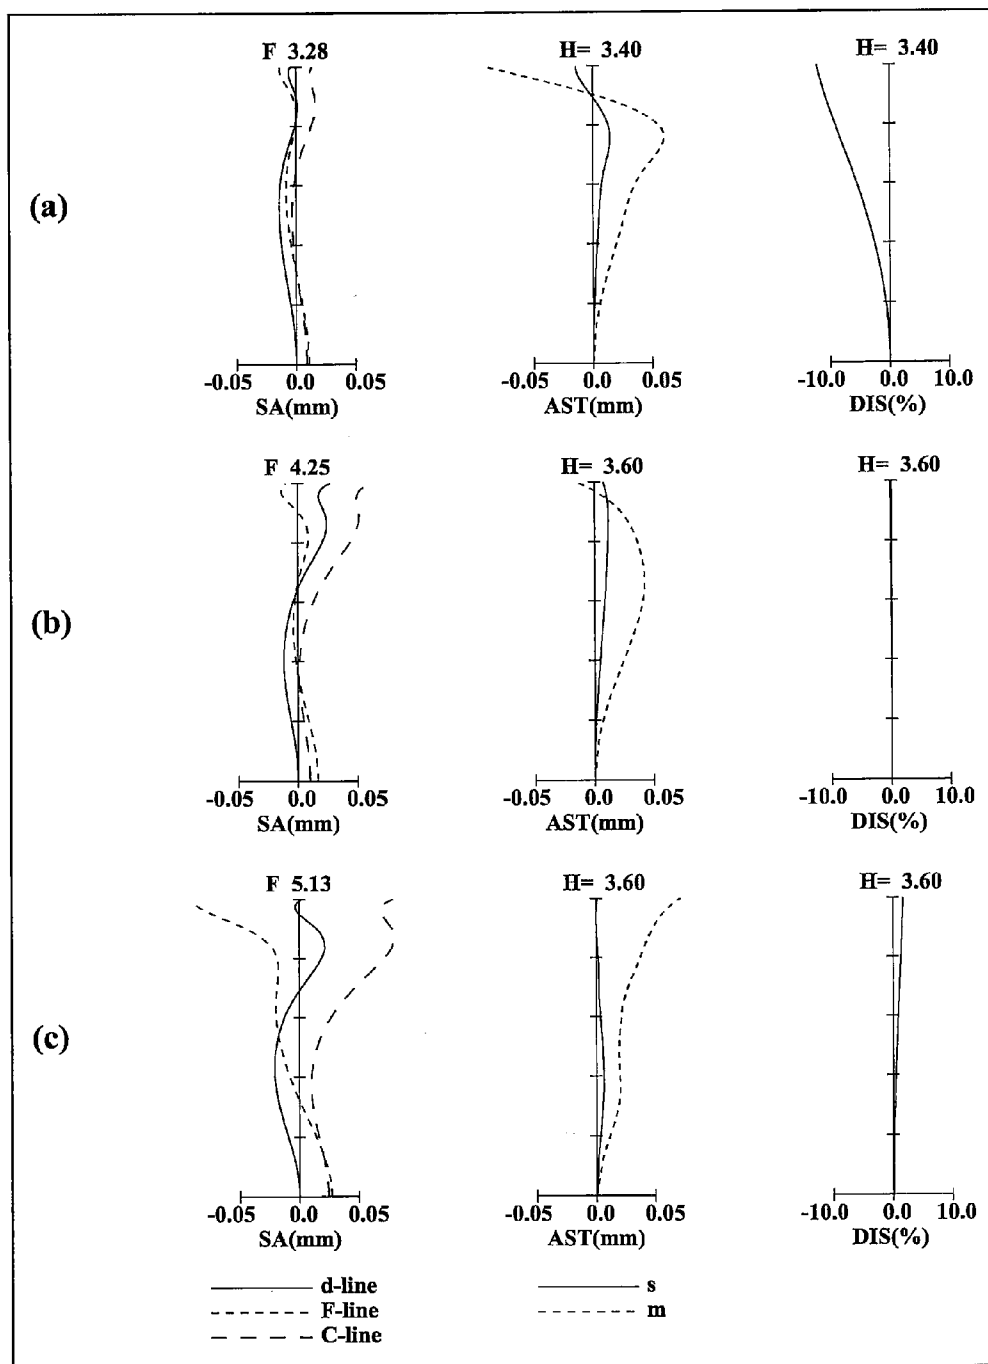 F 3.28 H= 3.40 H= 3.40
(a)
-0.05 0.0 0.05 -0.05 0.0 0.05 -10.0 0.0 10.0
SA(mm) AST(mm) DIS(%)
F 4.25 H= 3.60 H= 3.60
(b)
-0.05 0.0 0.05 -0.05 0.0 0.05 -10.0 0.0 10.0
SA(mm) AST(mm) DIS(%)
F 5.13 H= 3.60 H= 3.60
(c)
-0.05 0.0 0.05 -0.05 0.0 0.05 -10.0 0.0 10.0
SA(mm) AST(mm) DIS(%)
d-line s
F-line m
C-line